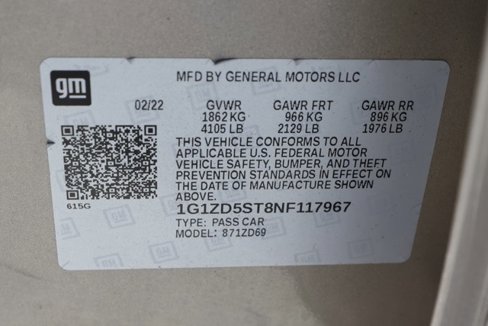 gm
MFD BY GENERAL MOTORS LLC
02/22 GVWR GAWR FRT GAWR RR
1862 KG 966 KG 896 KG
4105 LB 2129 LB 1976 LB
THIS VEHICLE CONFORMS TO ALL
APPLICABLE U.S. FEDERAL MOTOR
VEHICLE SAFETY, BUMPER, AND THEFT
PREVENTION STANDARDS IN EFFECT ON
THE DATE OF MANUFACTURE SHOWN
ABOVE.
615G
1G1ZD5ST8NF117967
TYPE: PASS CAR
MODEL: 871ZD69